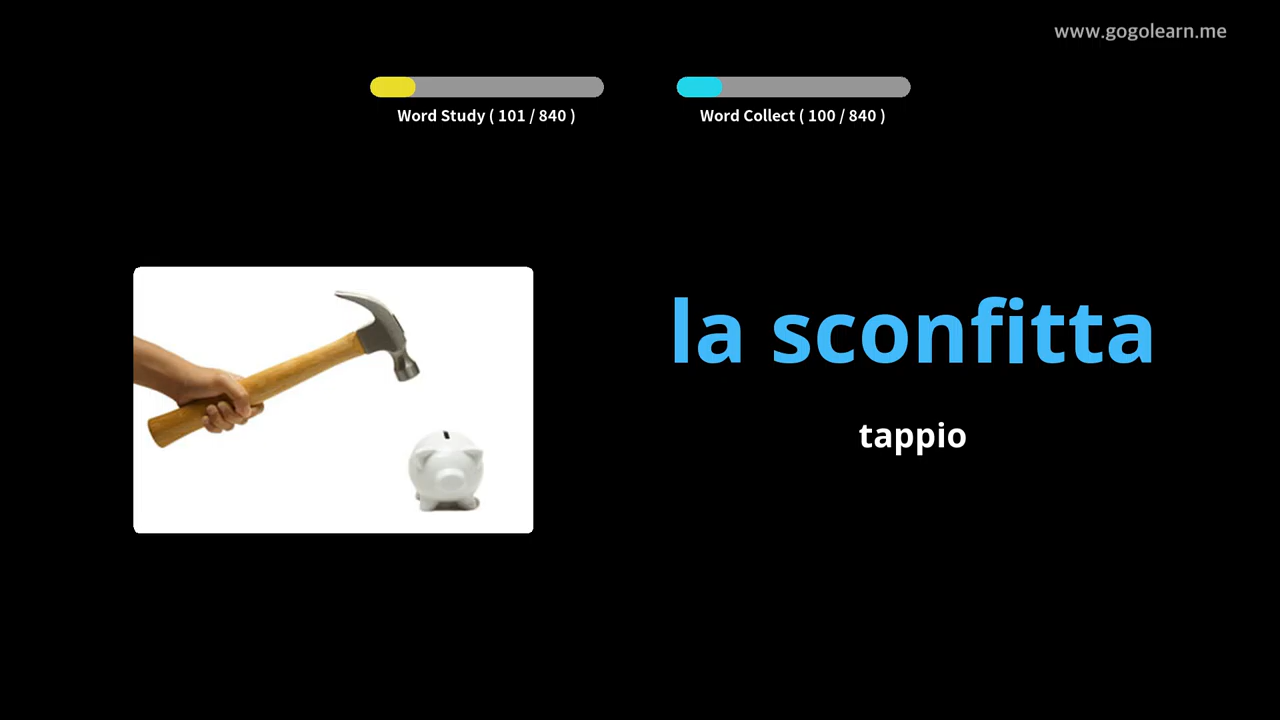 www.gogolearn.me
Word Study ( 101 / 840 )
Word Collect ( 100 / 840 )
la sconfitta
tappio